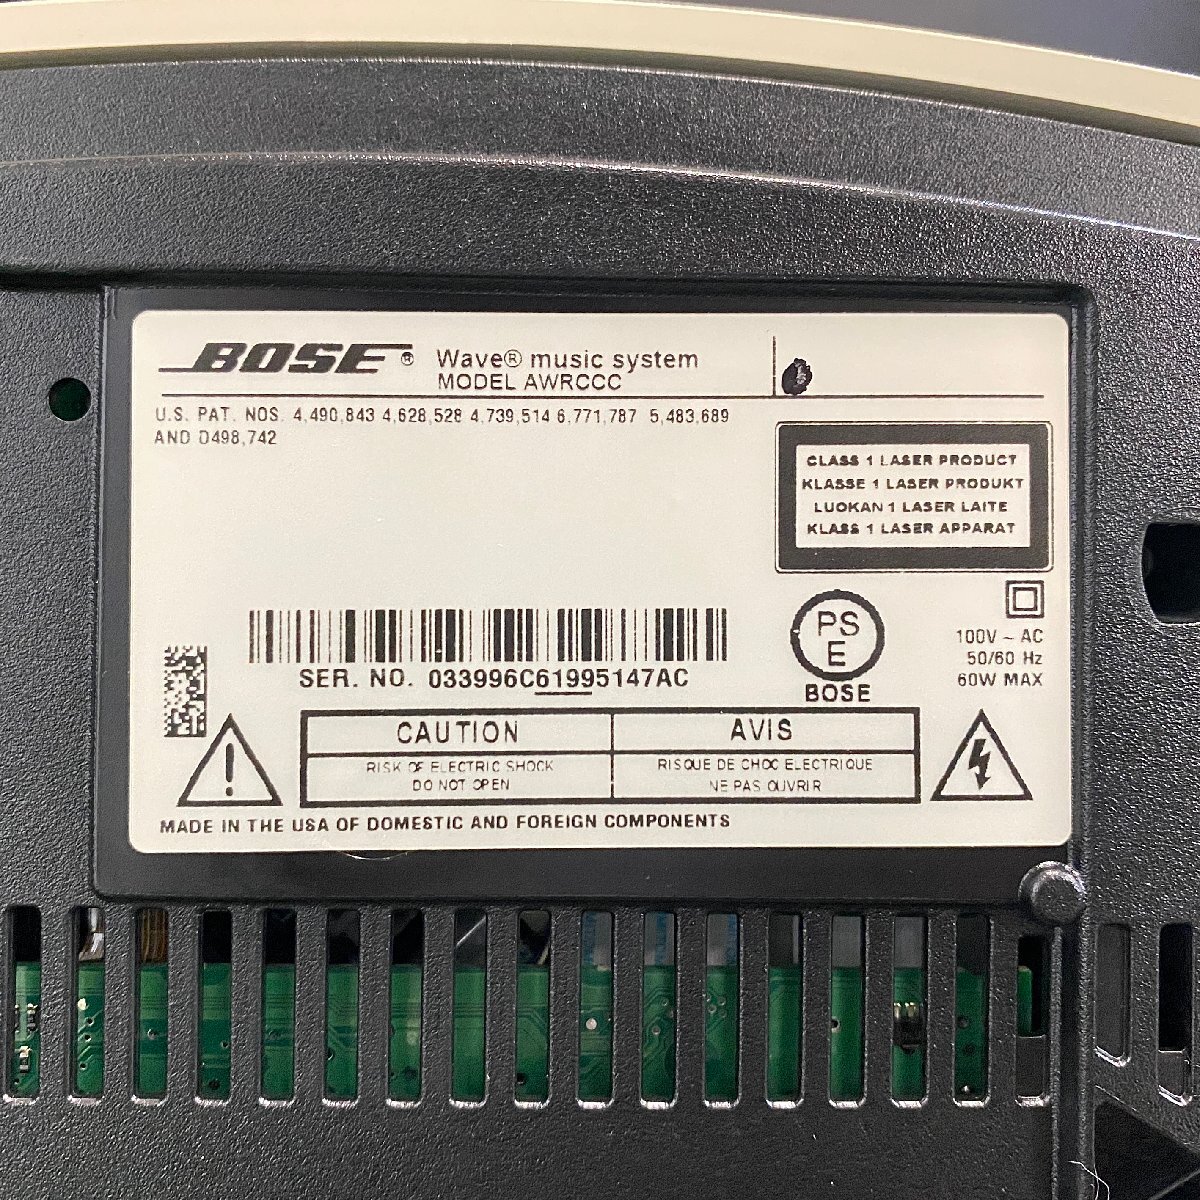 BOSE® Wave® music system
MODEL AWRCCC
U.S. PAT. NOS. 4,490,843 4,628,528 4,739,514 6,771,787 5,483,689
AND D498,742
CLASS 1 LASER PRODUCT
KLASSE 1 LASER PRODUKT
LUOKAN 1 LASER LAITE
KLASS 1 LASER APPARAT
PS
E
BOSE
100V ~ AC
50/60 Hz
60W MAX
SER. NO. 033996C61995147AC
CAUTION
RISK OF ELECTRIC SHOCK
DO NOT OPEN
AVIS
RISQUE DE CHOC ELECTRIQUE
NE PAS OUVRIR
MADE IN THE USA OF DOMESTIC AND FOREIGN COMPONENTS